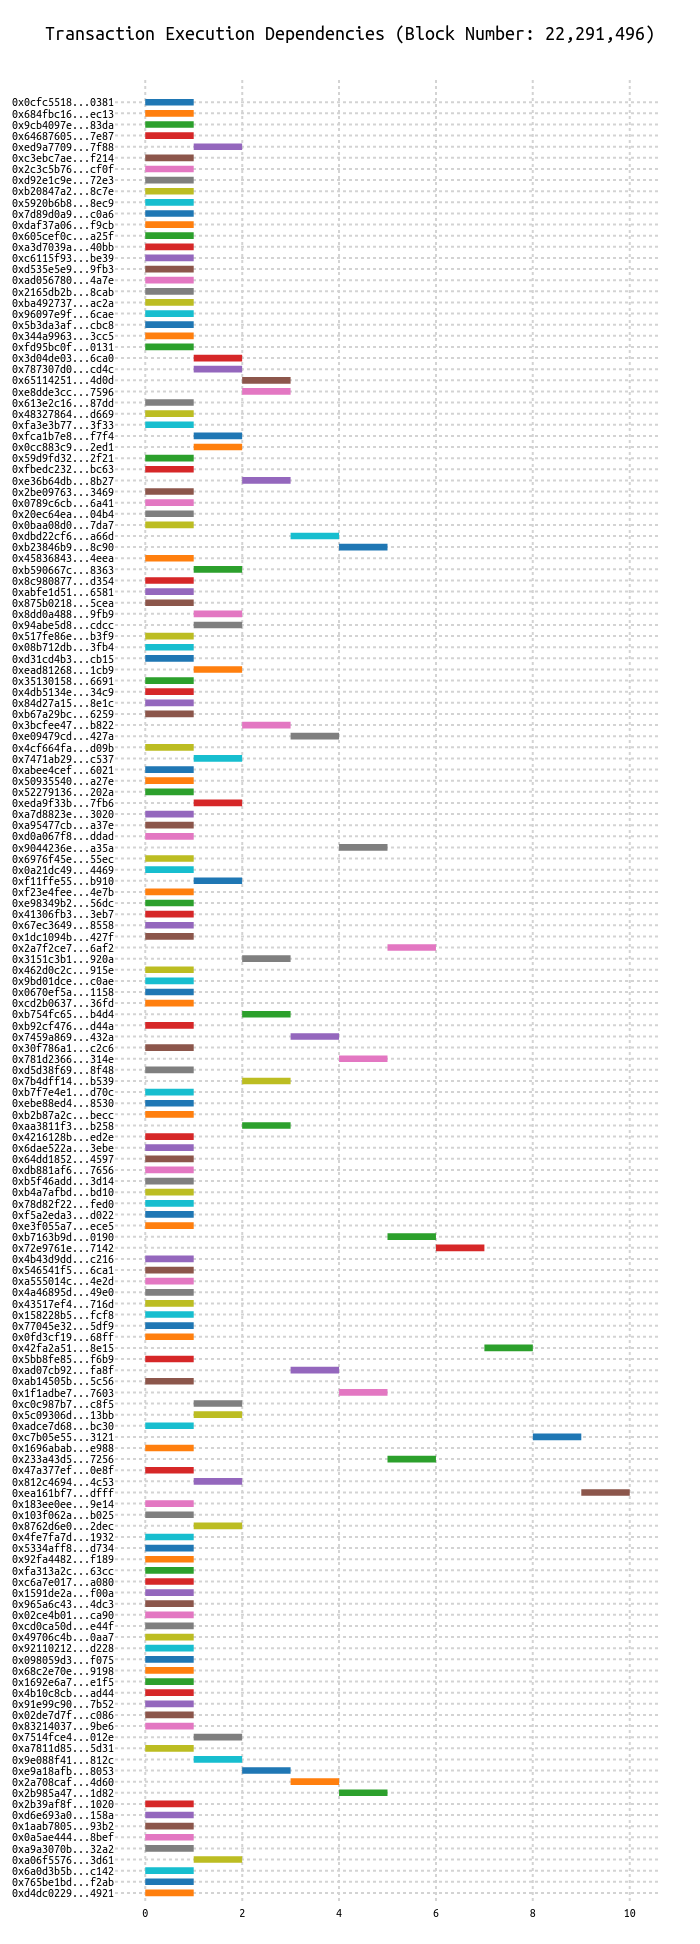 Transaction Execution Dependencies (Block Number: 22,291,496)
0x0cfc5518...0381
0x684fbc16...ec13
0x9cb4097e...83da
0x64687605...7e87
0xed9a7709...7f88
0xc3ebc7ae...f214
0x2c3c5b76...cf0f
0xd92e1c9e...72e3
0xb20847a2...8c7e
0x5920b6b8...8ec9
0x7d89d0a9...c0a6
0xdaf37a06...f9cb
0x605cef0c...a25f
0xa3d7039a...40bb
0xc6115f93...be39
0xd535e5e9...9fb3
0xad056780...4a7e
0x2165db2b...8cab
0xba492737...ac2a
0x96097e9f...6cae
0x5b3da3af...cbc8
0x344a9963...3cc5
0xfd95bc0f...0131
0x3d04de03...6ca0
0x787307d0...cd4c
0x65114251...4d0d
0xe8dde3cc...7596
0x613e2c16...87dd
0x48327864...d669
0xfa3e3b77...3f33
0xfca1b7e8...f7f4
0x0cc883c9...2ed1
0x59d9fd32...2f21
0xfbedc232...bc63
0xe36b64db...8b27
0x2be09763...3469
0x0789c6cb...6a41
0x20ec64ea...04b4
0x0baa08d0...7da7
0xdbd22cf6...a66d
0xb23846b9...8c90
0x45836843...4eea
0xb590667c...8363
0x8c980877...d354
0xabfe1d51...6581
0x875b0218...5cea
0x8dd0a488...9fb9
0x94abe5d8...cdcc
0x517fe86e...b3f9
0x08b712db...3fb4
0xd31cd4b3...cb15
0xead81268...1cb9
0x35130158...6691
0x4db5134e...34c9
0x84d27a15...8e1c
0xb67a29bc...6259
0x3bcfee47...b822
0xe09479cd...427a
0x4cf664fa...d09b
0x7471ab29...c537
0xabee4cef...6021
0x50935540...a27e
0x52279136...202a
0xeda9f33b...7fb6
0xa7d8823e...3020
0xa95477cb...a37e
0xd0a067f8...ddad
0x9044236e...a35a
0x6976f45e...55ec
0x0a21dc49...4469
0xf11ffe55...b910
0xf23e4fee...4e7b
0xe98349b2...56dc
0x41306fb3...3eb7
0x67ec3649...8558
0x1dc1094b...427f
0x2a7f2ce7...6af2
0x3151c3b1...920a
0x462d0c2c...915e
0x9bd01dce...c0ae
0x0670ef5a...1158
0xcd2b0637...36fd
0xb754fc65...b4d4
0xb92cf476...d44a
0x7459a869...432a
0x30f786a1...c2c6
0x781d2366...314e
0xd5d38f69...8f48
0x7b4dff14...b539
0xb7f7e4e1...d70c
0xebe88ed4...8530
0xb2b87a2c...becc
0xaa3811f3...b258
0x4216128b...ed2e
0x6dae522a...3ebe
0x64dd1852...4597
0xdb881af6...7656
0xb5f46add...3d14
0xb4a7afbd...bd10
0x78d82f22...fed0
0xf5a2eda3...d022
0xe3f055a7...ece5
0xb7163b9d...0190
0x72e9761e...7142
0x4b43d9dd...c216
0x546541f5...6ca1
0xa555014c...4e2d
0x4a46895d...49e0
0x43517ef4...716d
0x158228b5...fcf8
0x77045e32...5df9
0x0fd3cf19...68ff
0x42fa2a51...8e15
0x5bb8fe85...f6b9
0xad07cb92...fa8f
0xab14505b...5c56
0x1f1adbe7...7603
0xc0c987b7...c8f5
0x5c09306d...13bb
0xadce7d68...bc30
0xc7b05e55...3121
0x1696abab...e988
0x233a43d5...7256
0x47a377ef...0e8f
0x812c4694...4c53
0xea161bf7...dfff
0x183ee0ee...9e14
0x103f062a...b025
0x8762d6e0...2dec
0x4fe7fa7d...1932
0x5334aff8...d734
0x92fa4482...f189
0xfa313a2c...63cc
0xc6a7e017...a080
0x1591de2a...f00a
0x965a6c43...4dc3
0x02ce4b01...ca90
0xcd0ca50d...e44f
0x49706c4b...0aa7
0x92110212...d228
0x098059d3...f075
0x68c2e70e...9198
0x1692e6a7...e1f5
0x4b10c8cb...ad44
0x91e99c90...7b52
0x02de7d7f...c086
0x83214037...9be6
0x7514fce4...012e
0xa7811d85...5d31
0x9e088f41...812c
0xe9a18afb...8053
0x2a708caf...4d60
0x2b985a47...1d82
0x2b39af8f...1020
0xd6e693a0...158a
0x1aab7805...93b2
0x0a5ae444...8bef
0xa9a3070b...32a2
0xa06f5576...3d61
0x6a0d3b5b...c142
0x765be1bd...f2ab
0xd4dc0229...4921
0 2 4 6 8 10